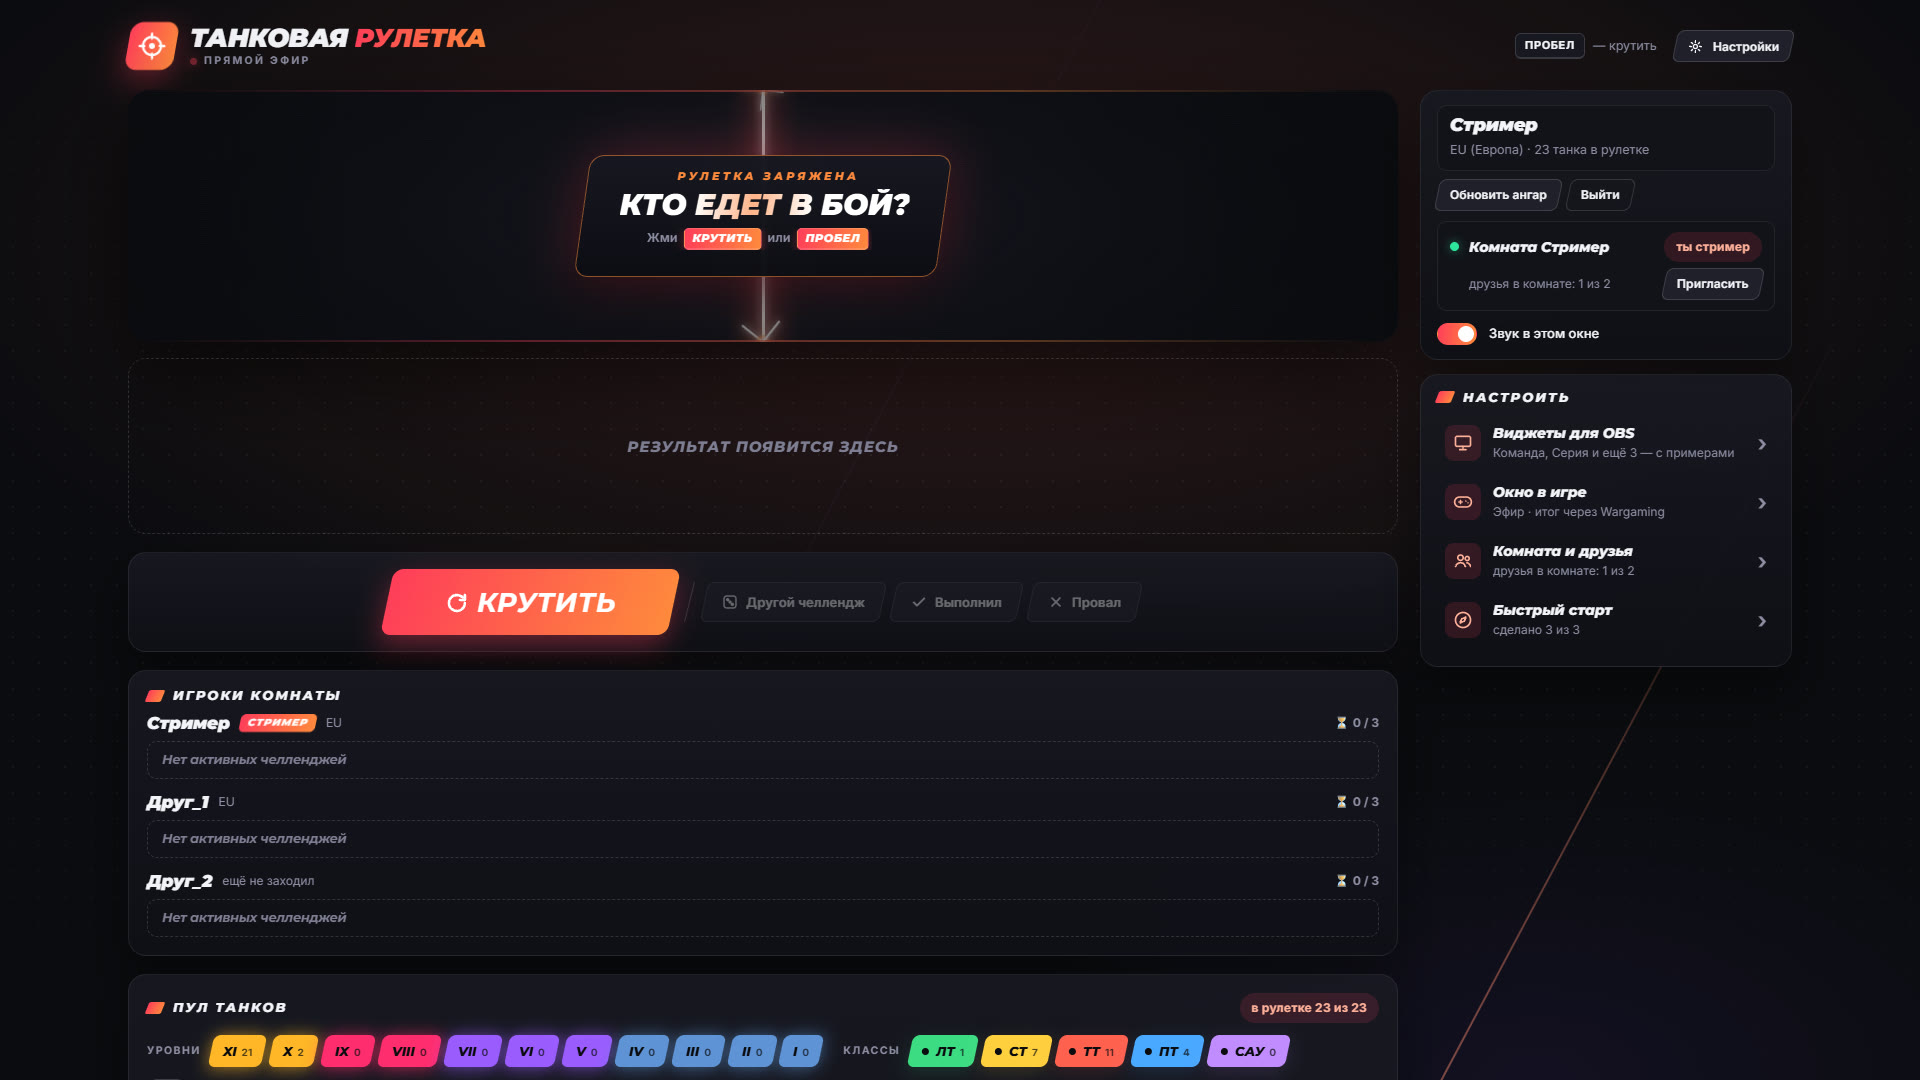 ТАНКОВАЯ РУЛЕТКА
ПРЯМОЙ ЭФИР
ПРОБЕЛ — крутить
Настройки
РУЛЕТКА ЗАРЯЖЕНА
КТО ЕДЕТ В БОЙ?
Жми КРУТИТЬ или ПРОБЕЛ
РЕЗУЛЬТАТ ПОЯВИТСЯ ЗДЕСЬ
КРУТИТЬ
Другой челлендж
Выполнил
Провал
ИГРОКИ КОМНАТЫ
Стример СТРИМЕР EU
⏳ 0 / 3
Нет активных челленджей
Друг_1 EU
⏳ 0 / 3
Нет активных челленджей
Друг_2 ещё не заходил
⏳ 0 / 3
Нет активных челленджей
ПУЛ ТАНКОВ
в рулетке 23 из 23
УРОВНИ XI 21 X 2 IX 0 VIII 0 VII 0 VI 0 V 0 IV 0 III 0 II 0 I 0
КЛАССЫ ЛТ 1 СТ 7 ТТ 11 ПТ 4 САУ 0
Стример
EU (Европа) · 23 танка в рулетке
Обновить ангар
Выйти
Комната Стример
ты стример
друзья в комнате: 1 из 2
Пригласить
Звук в этом окне
НАСТРОИТЬ
Виджеты для OBS
Команда, Серия и ещё 3 — с примерами
Окно в игре
Эфир · итог через Wargaming
Комната и друзья
друзья в комнате: 1 из 2
Быстрый старт
сделано 3 из 3